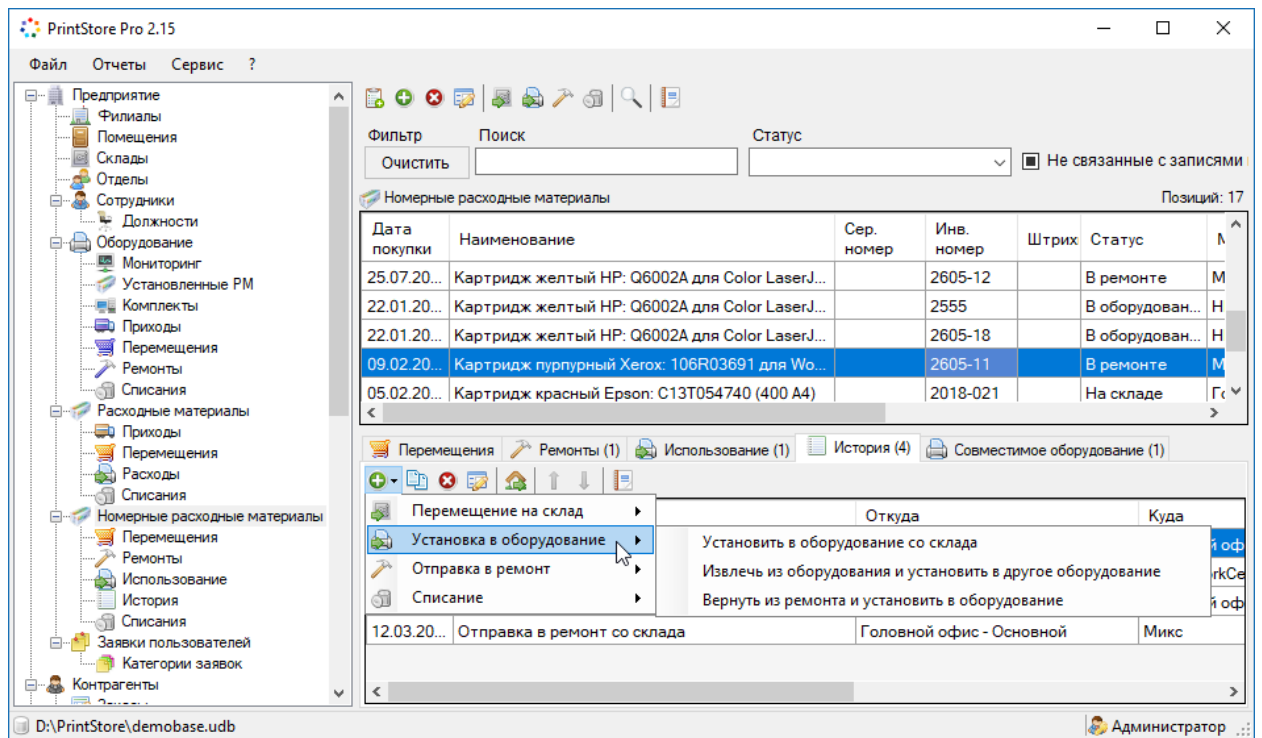 PrintStore Pro 2.15
Файл Отчеты Сервис ?
Предприятие
Филиалы
Помещения
Склады
Отделы
Сотрудники
Должности
Оборудование
Мониторинг
Установленные РМ
Комплекты
Приходы
Перемещения
Ремонты
Списания
Расходные материалы
Приходы
Перемещения
Расходы
Списания
Номерные расходные материалы
Перемещения
Ремонты
Использование
История
Списания
Заявки пользователей
Категории заявок
Контрагенты
Фильтр Поиск Статус
Очистить Не связанные с записями
Номерные расходные материалы Позиций: 17
Дата покупки Наименование Сер. номер Инв. номер Штрих Статус
25.07.20... Картридж желтый HP: Q6002A для Color LaserJ... 2605-12 В ремонте М
22.01.20... Картридж желтый HP: Q6002A для Color LaserJ... 2555 В оборудован... Н
22.01.20... Картридж желтый HP: Q6002A для Color LaserJ... 2605-18 В оборудован... Н
09.02.20... Картридж пурпурный Xerox: 106R03691 для Wo... 2605-11 В ремонте М
05.02.20... Картридж красный Epson: C13T054740 (400 A4) 2018-021 На складе Го
Перемещения Ремонты (1) Использование (1) История (4) Совместимое оборудование (1)
Откуда Куда
Перемещение на склад
Установка в оборудование
Отправка в ремонт
Списание
Установить в оборудование со склада
Извлечь из оборудования и установить в другое оборудование
Вернуть из ремонта и установить в оборудование
й оф
rkCe
й оф
12.03.20... Отправка в ремонт со склада Головной офис - Основной Микс
D:\PrintStore\demobase.udb Администратор